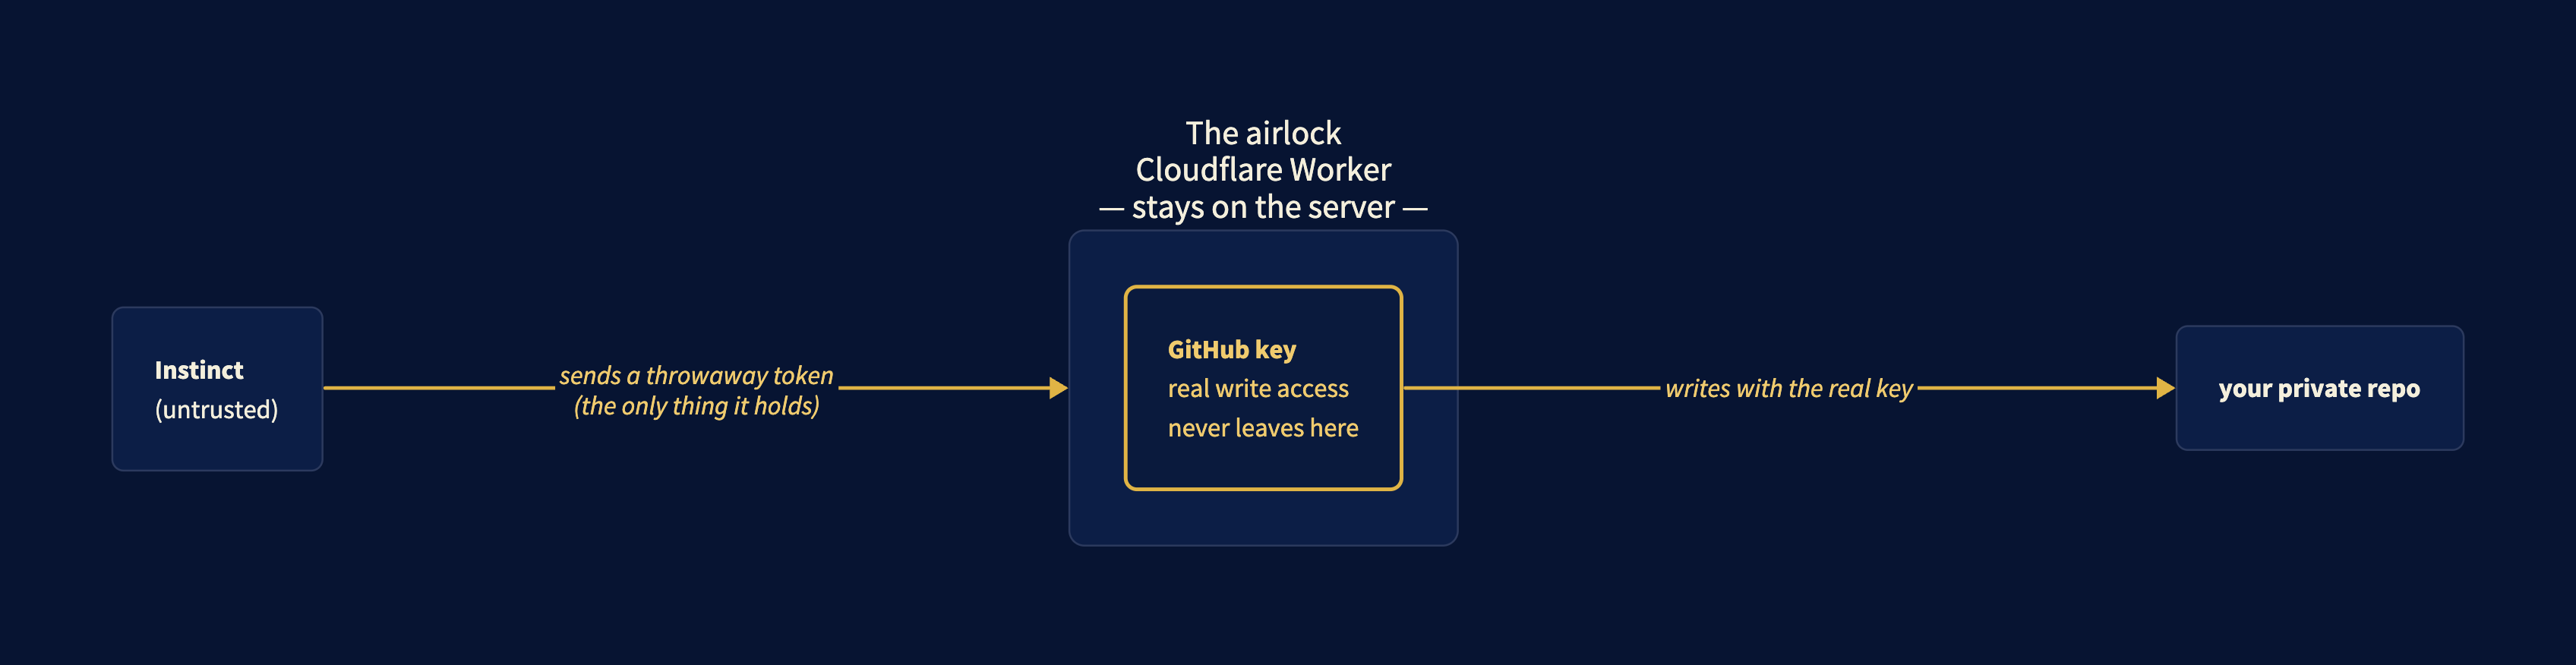 The airlock
Cloudflare Worker
— stays on the server —
Instinct
(untrusted)
sends a throwaway token
(the only thing it holds)
GitHub key
real write access
never leaves here
writes with the real key
your private repo